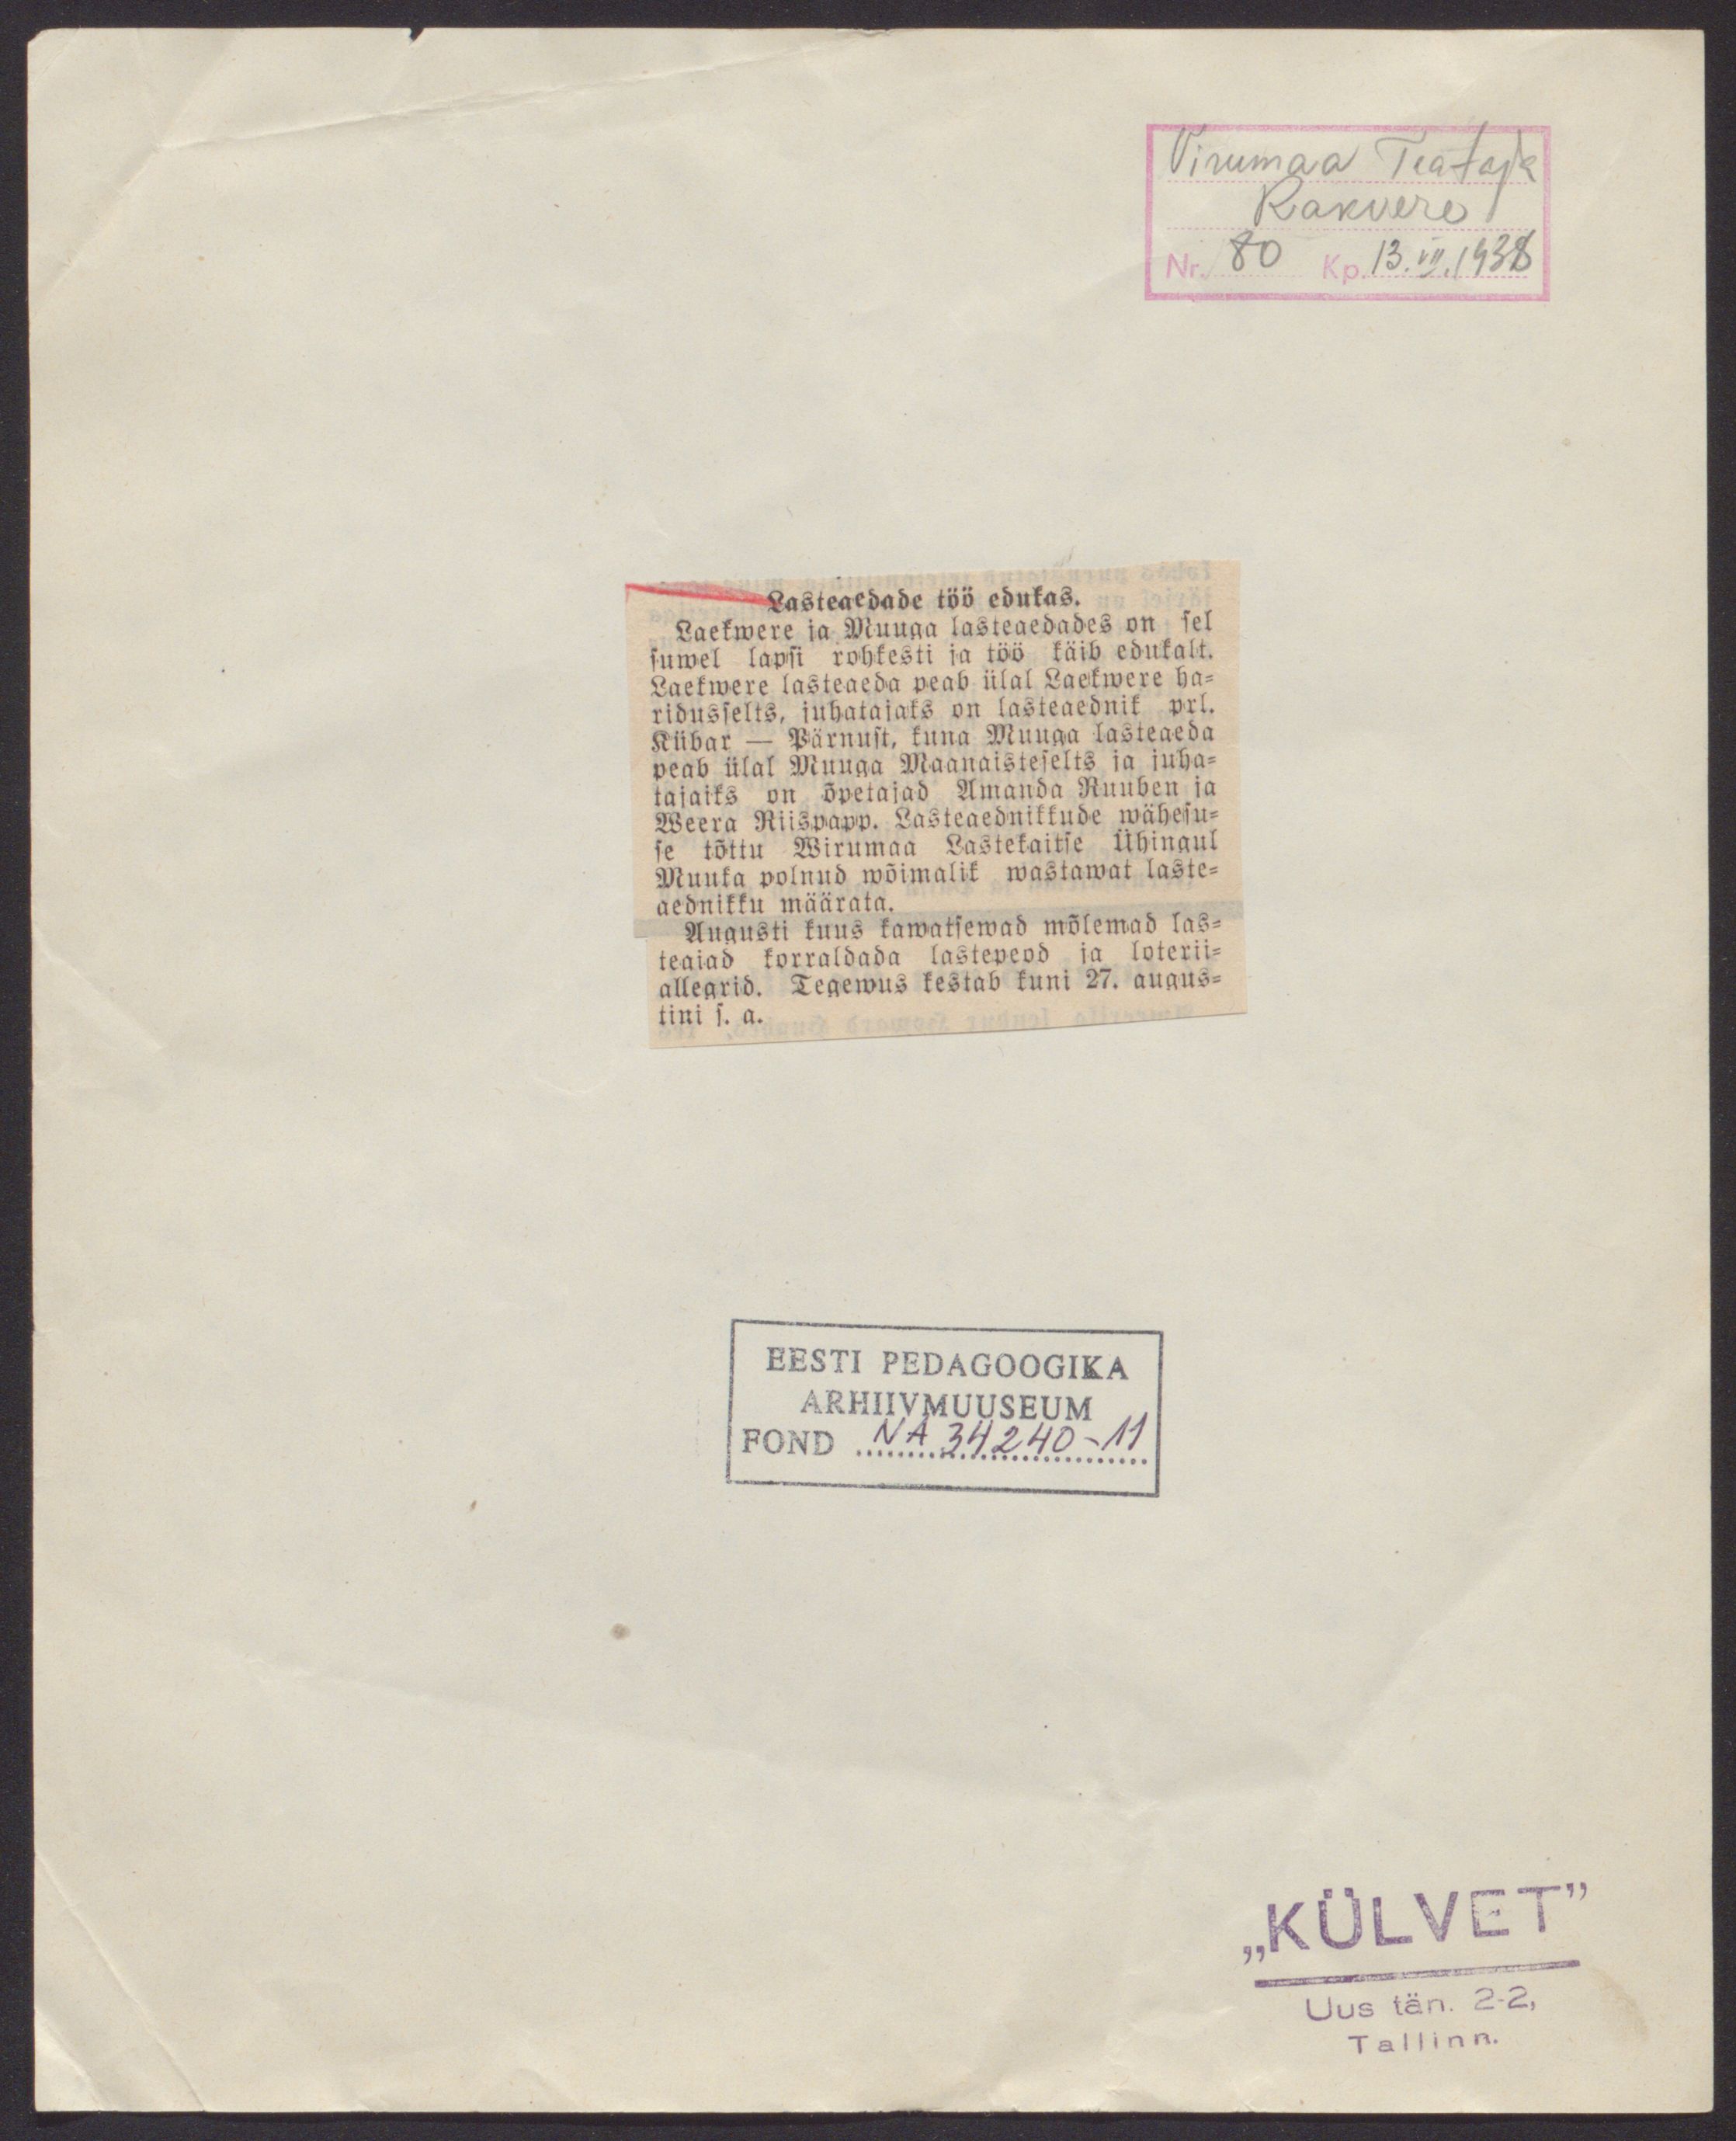 Virumaa Teataja
Rakvere
Nr. 80 Kp. 13. VII. 1938
Lasteaedade töö edukas.
Laekwere ja Muuga lasteaedades on sel
suwel lapsi rohkesti ja töö käib edukalt.
Laekwere lasteaeda peab ülal Laekwere ha-
ridusselts, juhatajaks on lasteaednik prl.
Kübar — Pärnust, kuna Muuga lasteaeda
peab ülal Muuga Maanaisteselts ja juha-
tajaiks on õpetajad Amanda Ruuben ja
Weera Riispapp. Lasteaednikkude wähesu-
se tõttu Wirumaa Lastekaitse Ühingul
Muuka polnud wõimalik wastawat laste-
aednikku määrata.
Augusti kuus kawatsewad mõlemad las-
teaiad korraldada lastepeod ja loterii-
allegrid. Tegewus kestab kuni 27. augus-
tini s. a.
EESTI PEDAGOOGIKA
ARHIIVMUUSEUM
FOND NA 34240-11
„KÜLVET”
Uus tän. 2-2,
Tallinn.